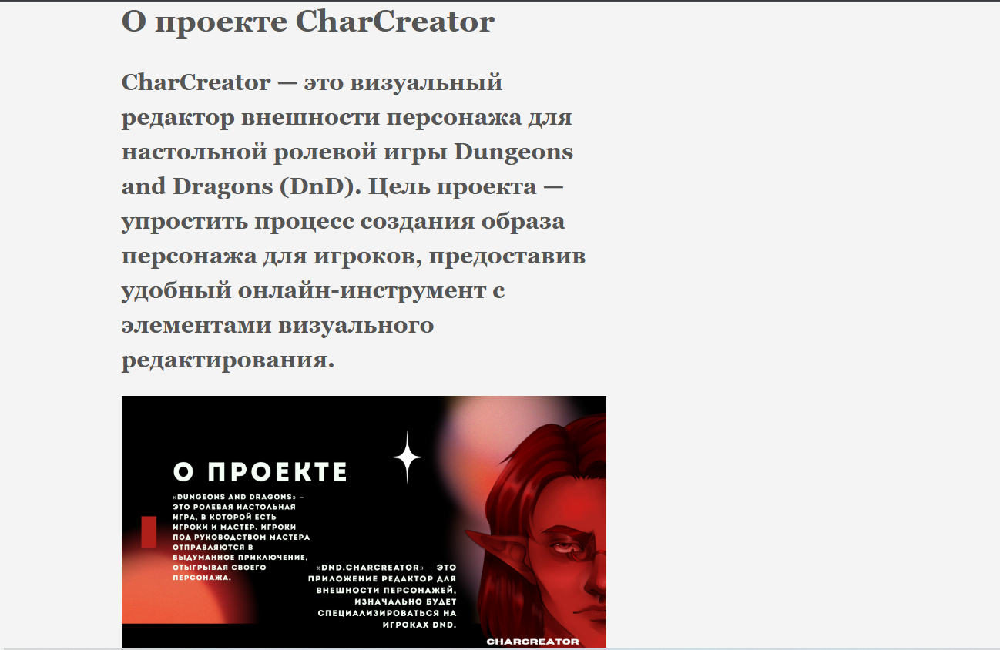 О проекте CharCreator
CharCreator — это визуальный
редактор внешности персонажа для
настольной ролевой игры Dungeons
and Dragons (DnD). Цель проекта —
упростить процесс создания образа
персонажа для игроков, предоставив
удобный онлайн-инструмент с
элементами визуального
редактирования.
О ПРОЕКТЕ
«DUNGEONS AND DRAGONS» –
ЭТО РОЛЕВАЯ НАСТОЛЬНАЯ
ИГРА, В КОТОРОЙ ЕСТЬ
ИГРОКИ И МАСТЕР. ИГРОКИ
ПОД РУКОВОДСТВОМ МАСТЕРА
ОТПРАВЛЯЮТСЯ В
ВЫДУМАННОЕ ПРИКЛЮЧЕНИЕ,
ОТЫГРЫВАЯ СВОЕГО
ПЕРСОНАЖА.
«DND.CHARCREATOR» – ЭТО
ПРИЛОЖЕНИЕ РЕДАКТОР ДЛЯ
ВНЕШНОСТИ ПЕРСОНАЖЕЙ,
ИЗНАЧАЛЬНО БУДЕТ
СПЕЦИАЛИЗИРОВАТЬСЯ НА
ИГРОКАХ DND.
CHARCREATOR